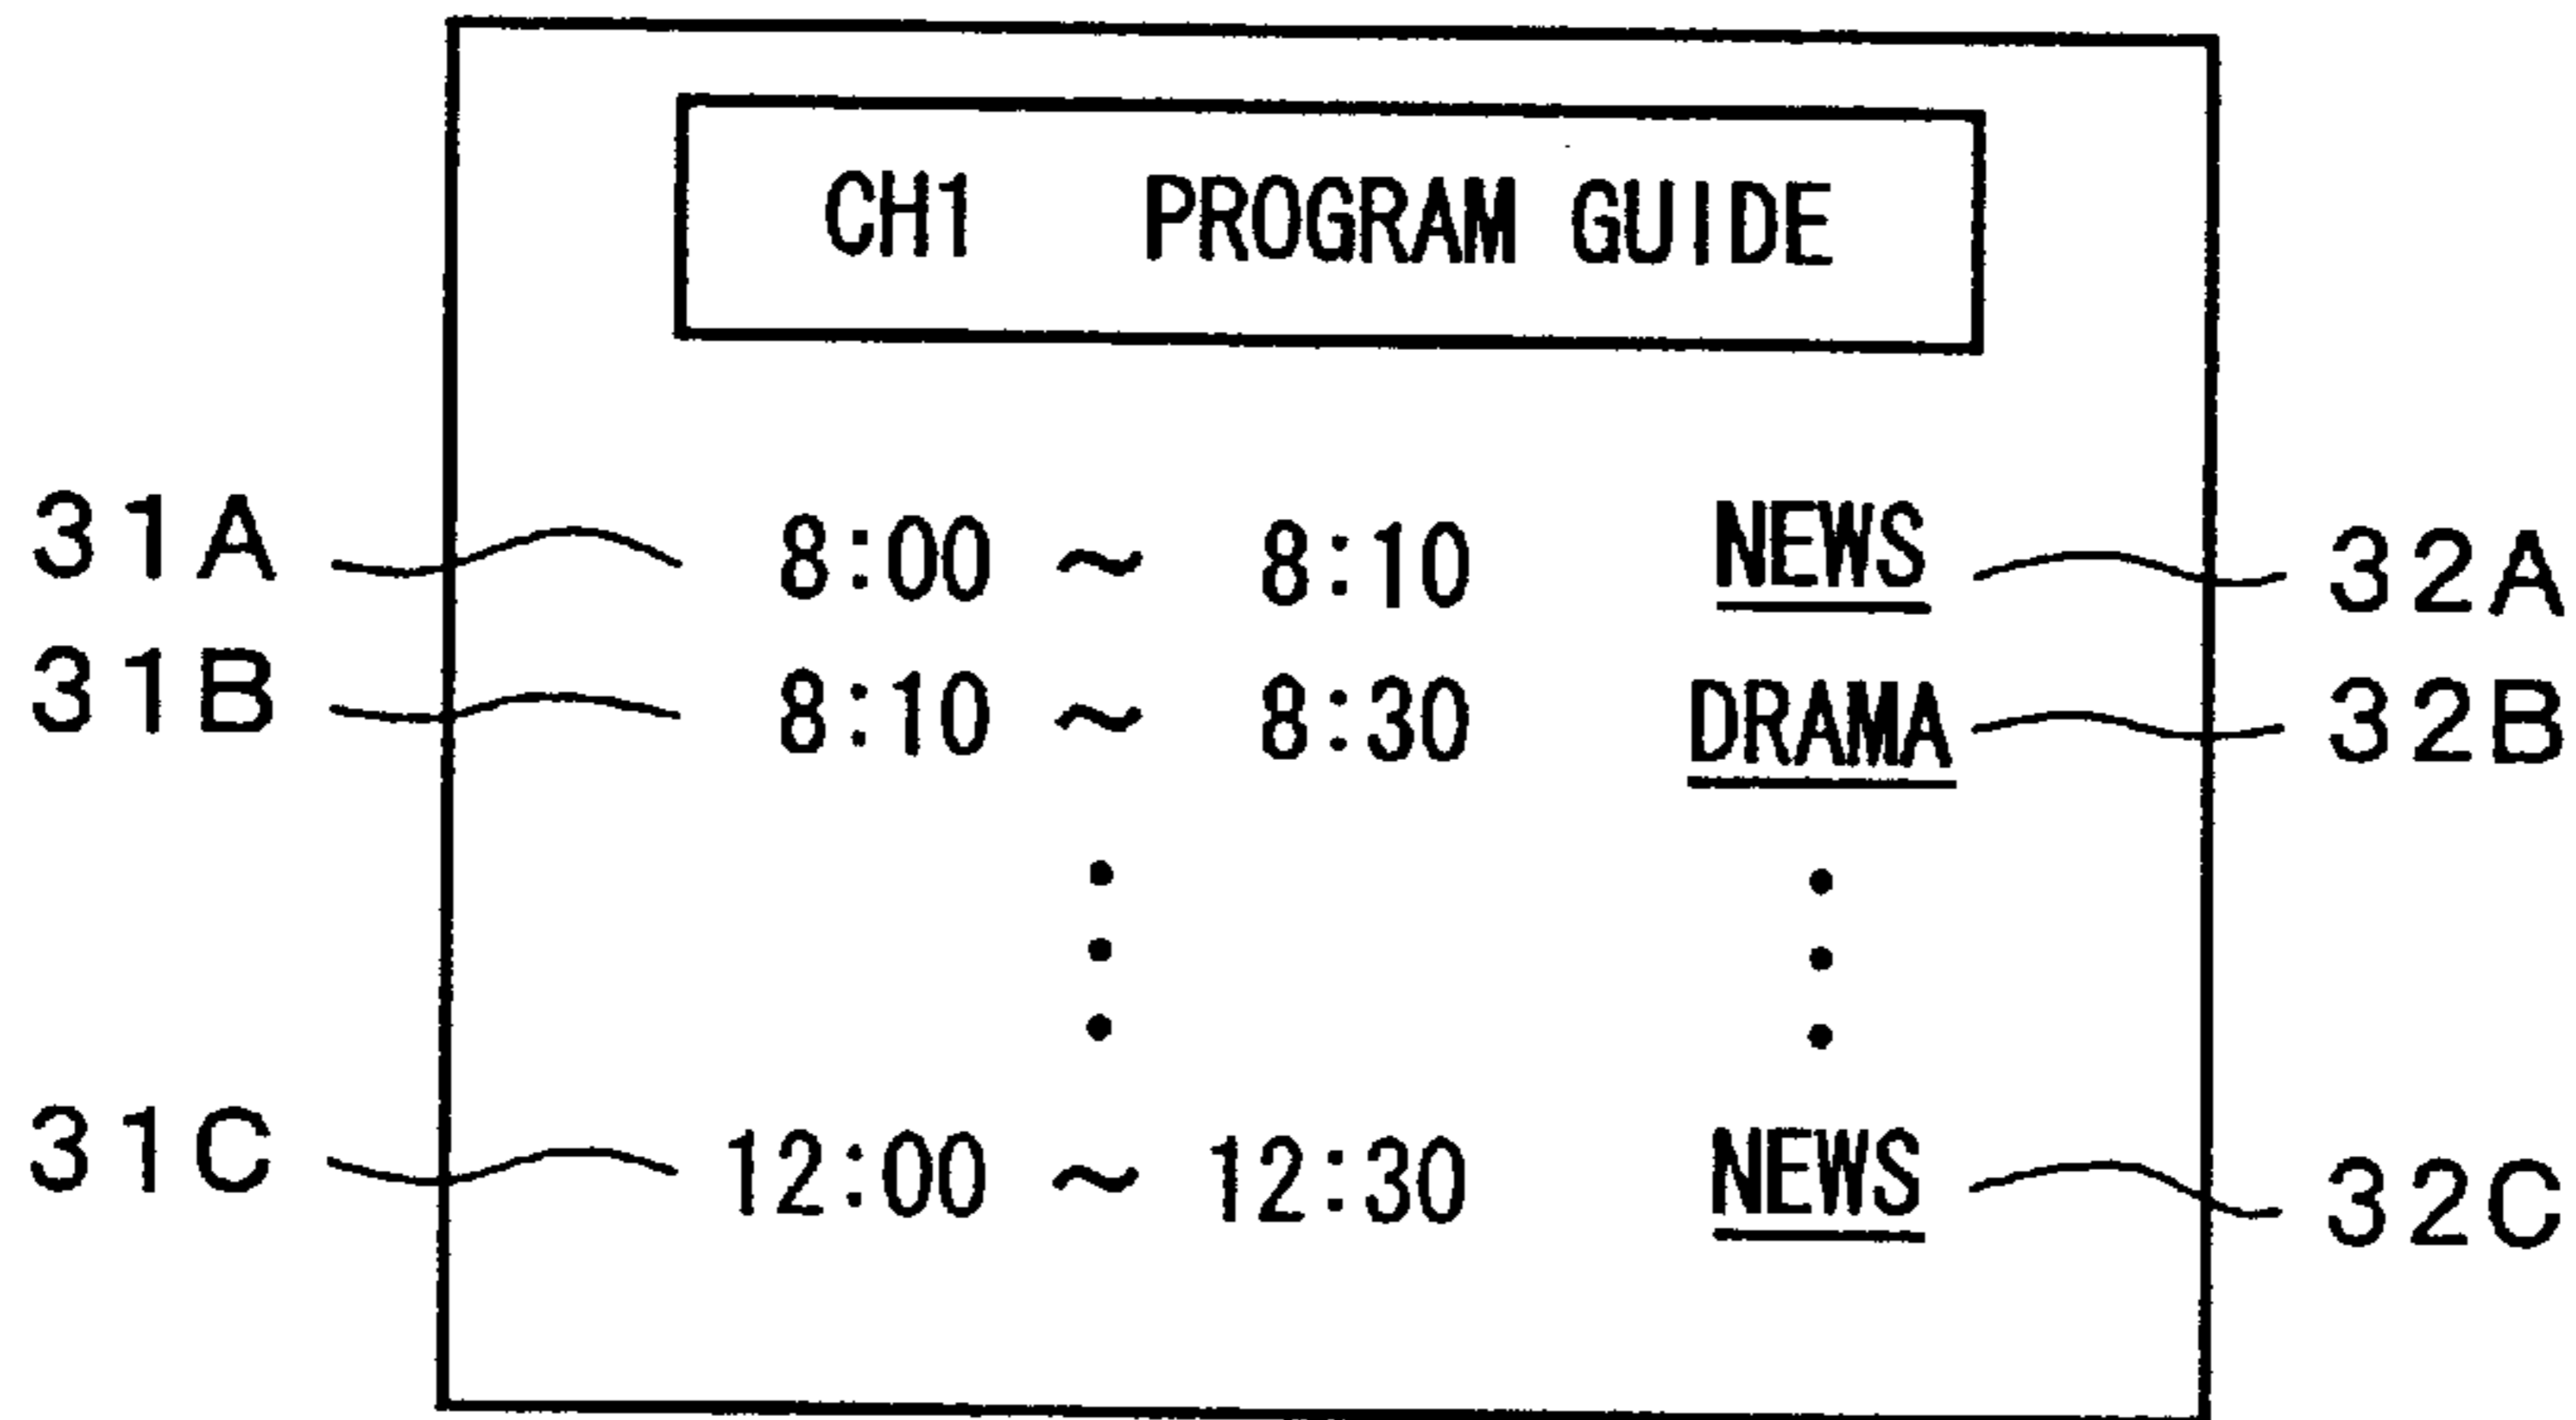 CH1 PROGRAM GUIDE
31A 8:00 ~ 8:10 NEWS 32A
31B 8:10 ~ 8:30 DRAMA 32B
31C 12:00 ~ 12:30 NEWS 32C